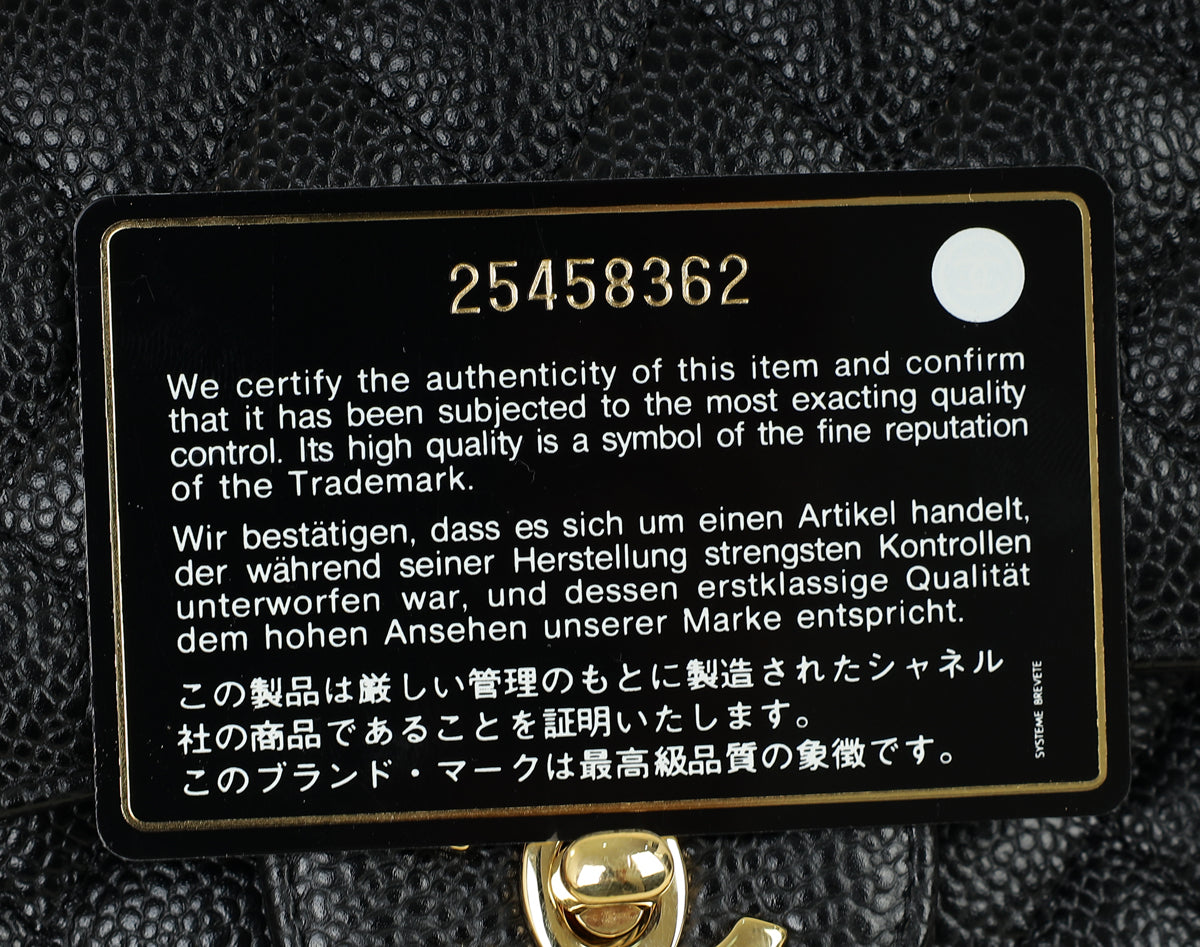 25458362
We certify the authenticity of this item and confirm
that it has been subjected to the most exacting quality
control. Its high quality is a symbol of the fine reputation
of the Trademark.
Wir bestätigen, dass es sich um einen Artikel handelt,
der während seiner Herstellung strengsten Kontrollen
unterworfen war, und dessen erstklassige Qualität
dem hohen Ansehen unserer Marke entspricht.
この製品は厳しい管理のもとに製造されたシャネル
社の商品であることを証明いたします。
このブランド・マークは最高級品質の象徴です。
SYSTEME BREVETE